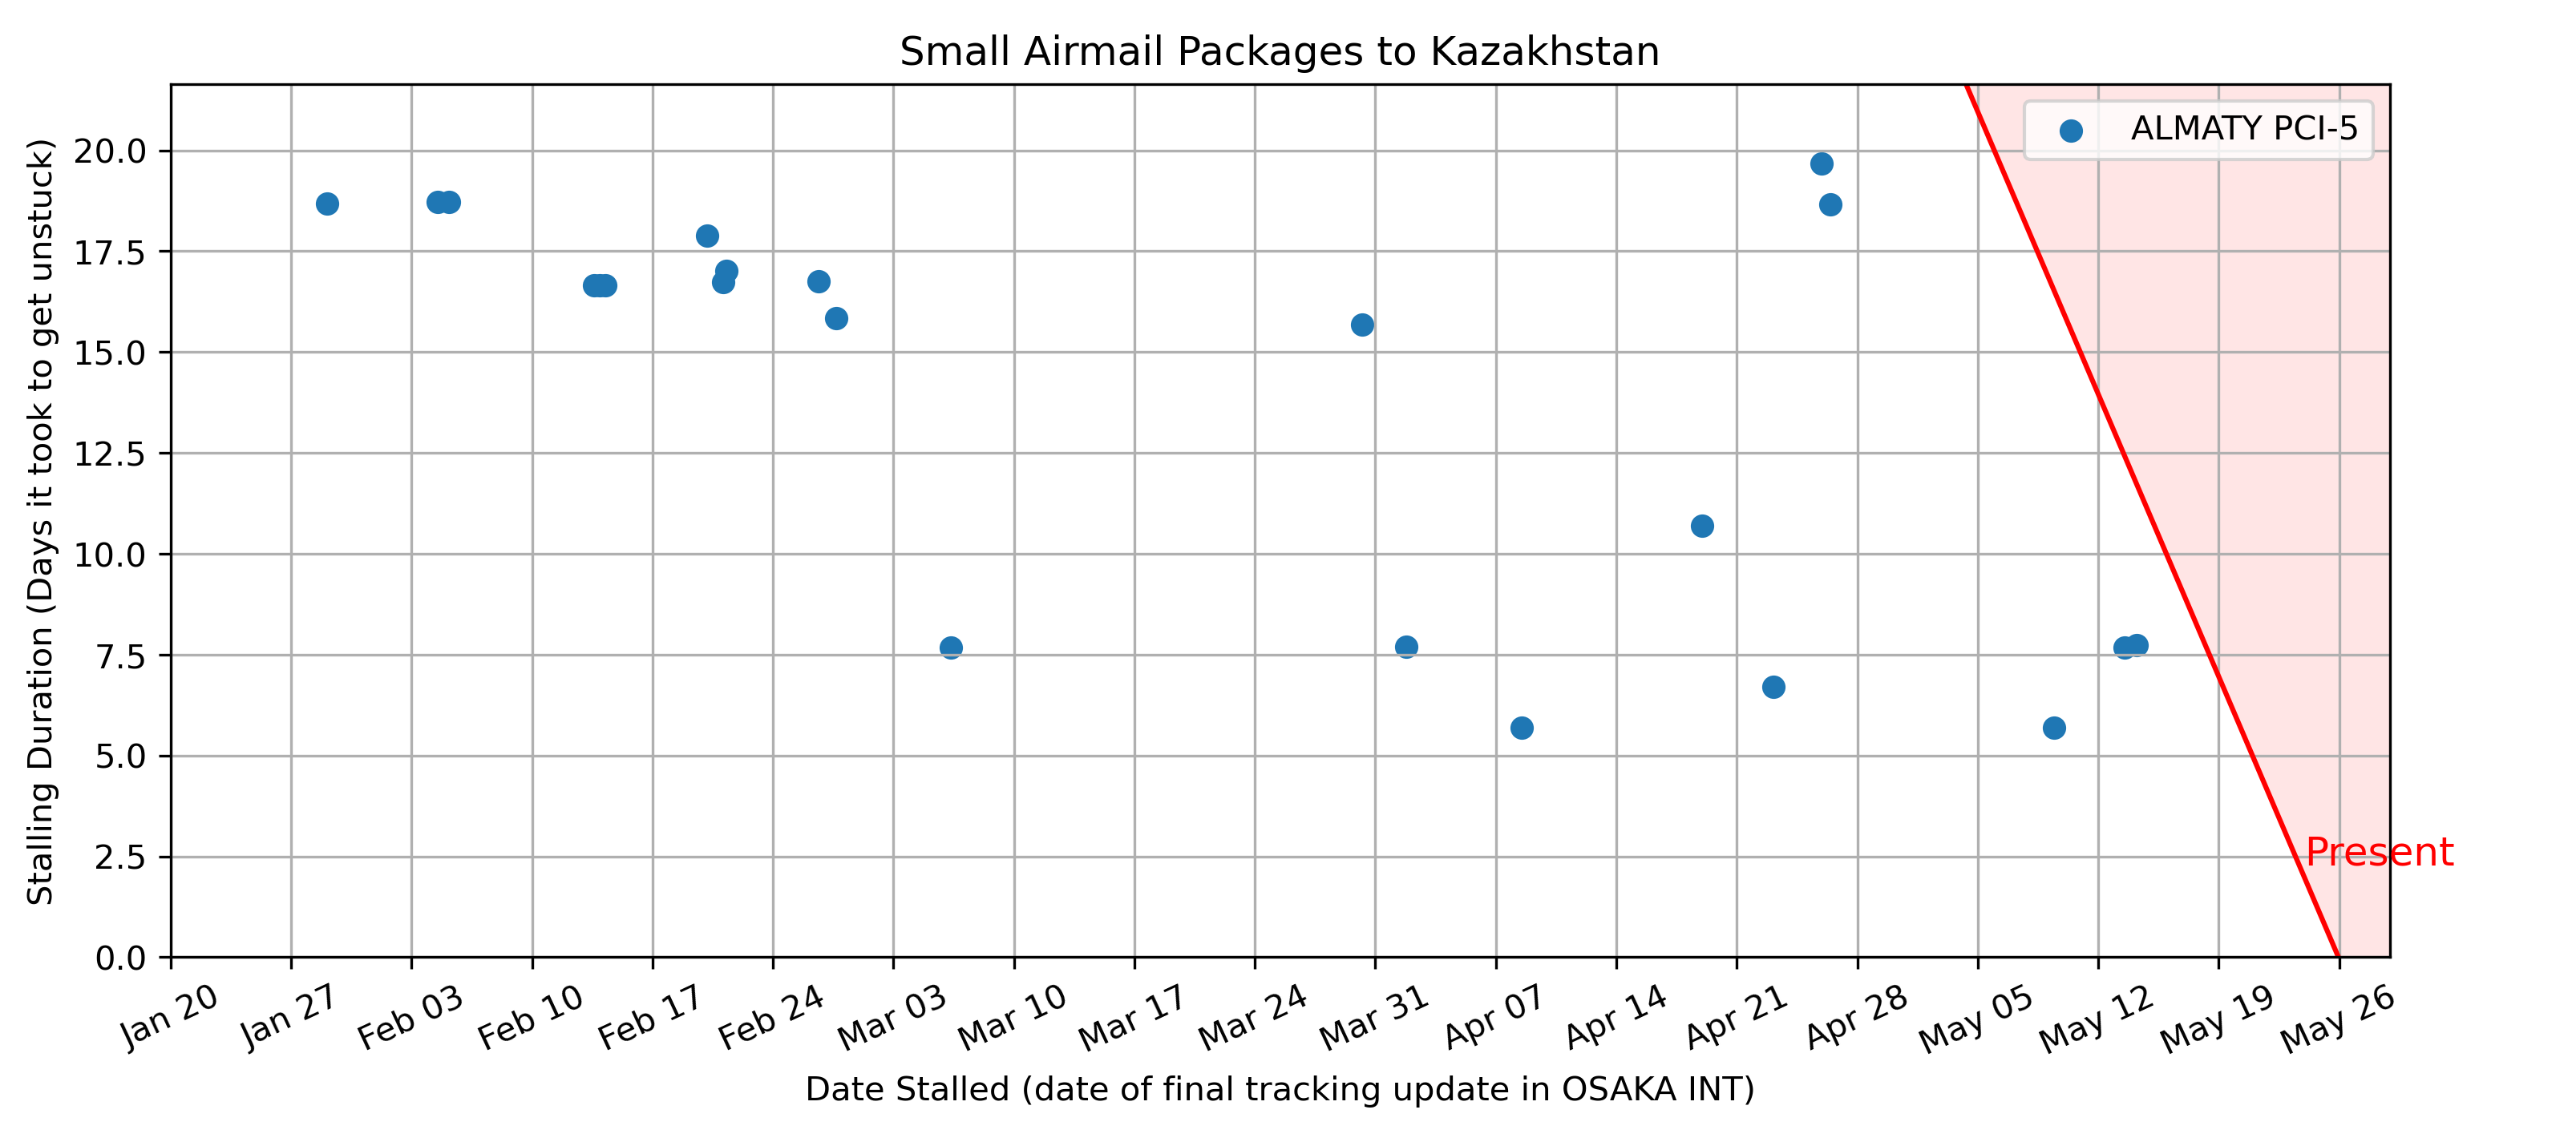 Small Airmail Packages to Kazakhstan
ALMATY PCI-5
Stalling Duration (Days it took to get unstuck)
20.0
17.5
15.0
12.5
10.0
7.5
5.0
2.5
0.0
Present
Jan 20 Jan 27 Feb 03 Feb 10 Feb 17 Feb 24 Mar 03 Mar 10 Mar 17 Mar 24 Mar 31 Apr 07 Apr 14 Apr 21 Apr 28 May 05 May 12 May 19 May 26
Date Stalled (date of final tracking update in OSAKA INT)